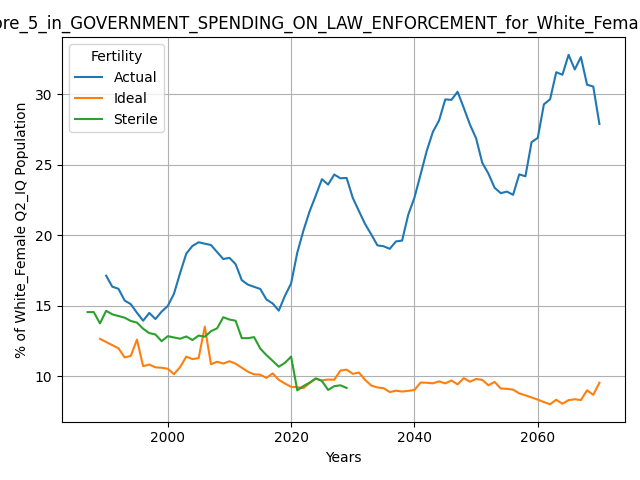 ore_5_in_GOVERNMENT_SPENDING_ON_LAW_ENFORCEMENT_for_White_Fema
Fertility
Actual
Ideal
Sterile
% of White_Female Q2_IQ Population
30
25
20
15
10
2000
2020
2040
2060
Years